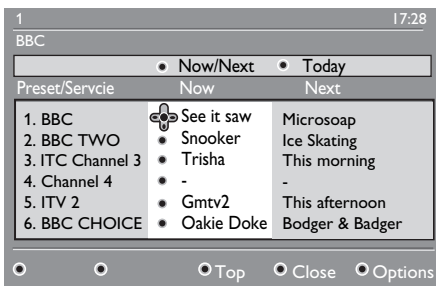 1 17:28
BBC
Now/Next Today
Preset/Servcie Now Next
1. BBC See it saw Microsoap
2. BBC TWO Snooker Ice Skating
3. ITC Channel 3 Trisha This morning
4. Channel 4 - -
5. ITV 2 Gmtv2 This afternoon
6. BBC CHOICE Oakie Doke Bodger & Badger
Top Close Options